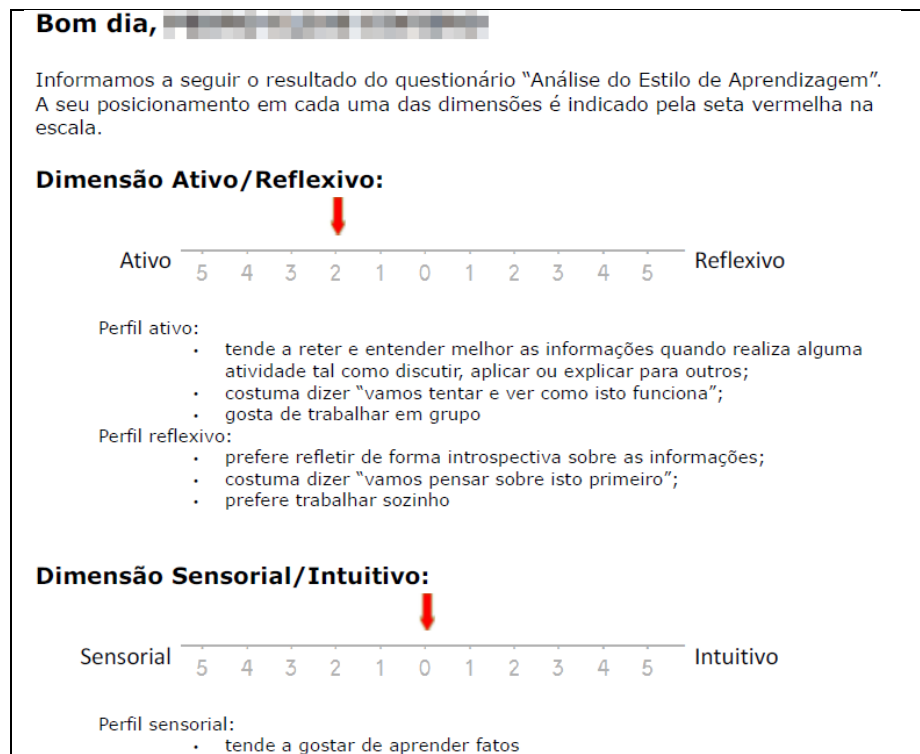 Bom dia,
Informamos a seguir o resultado do questionário “Análise do Estilo de Aprendizagem”.
A seu posicionamento em cada uma das dimensões é indicado pela seta vermelha na
escala.
Dimensão Ativo/Reflexivo:
Ativo 5 4 3 2 1 0 1 2 3 4 5 Reflexivo
Perfil ativo:
• tende a reter e entender melhor as informações quando realiza alguma
atividade tal como discutir, aplicar ou explicar para outros;
• costuma dizer “vamos tentar e ver como isto funciona”;
• gosta de trabalhar em grupo
Perfil reflexivo:
• prefere refletir de forma introspectiva sobre as informações;
• costuma dizer “vamos pensar sobre isto primeiro”;
• prefere trabalhar sozinho
Dimensão Sensorial/Intuitivo:
Sensorial 5 4 3 2 1 0 1 2 3 4 5 Intuitivo
Perfil sensorial:
• tende a gostar de aprender fatos